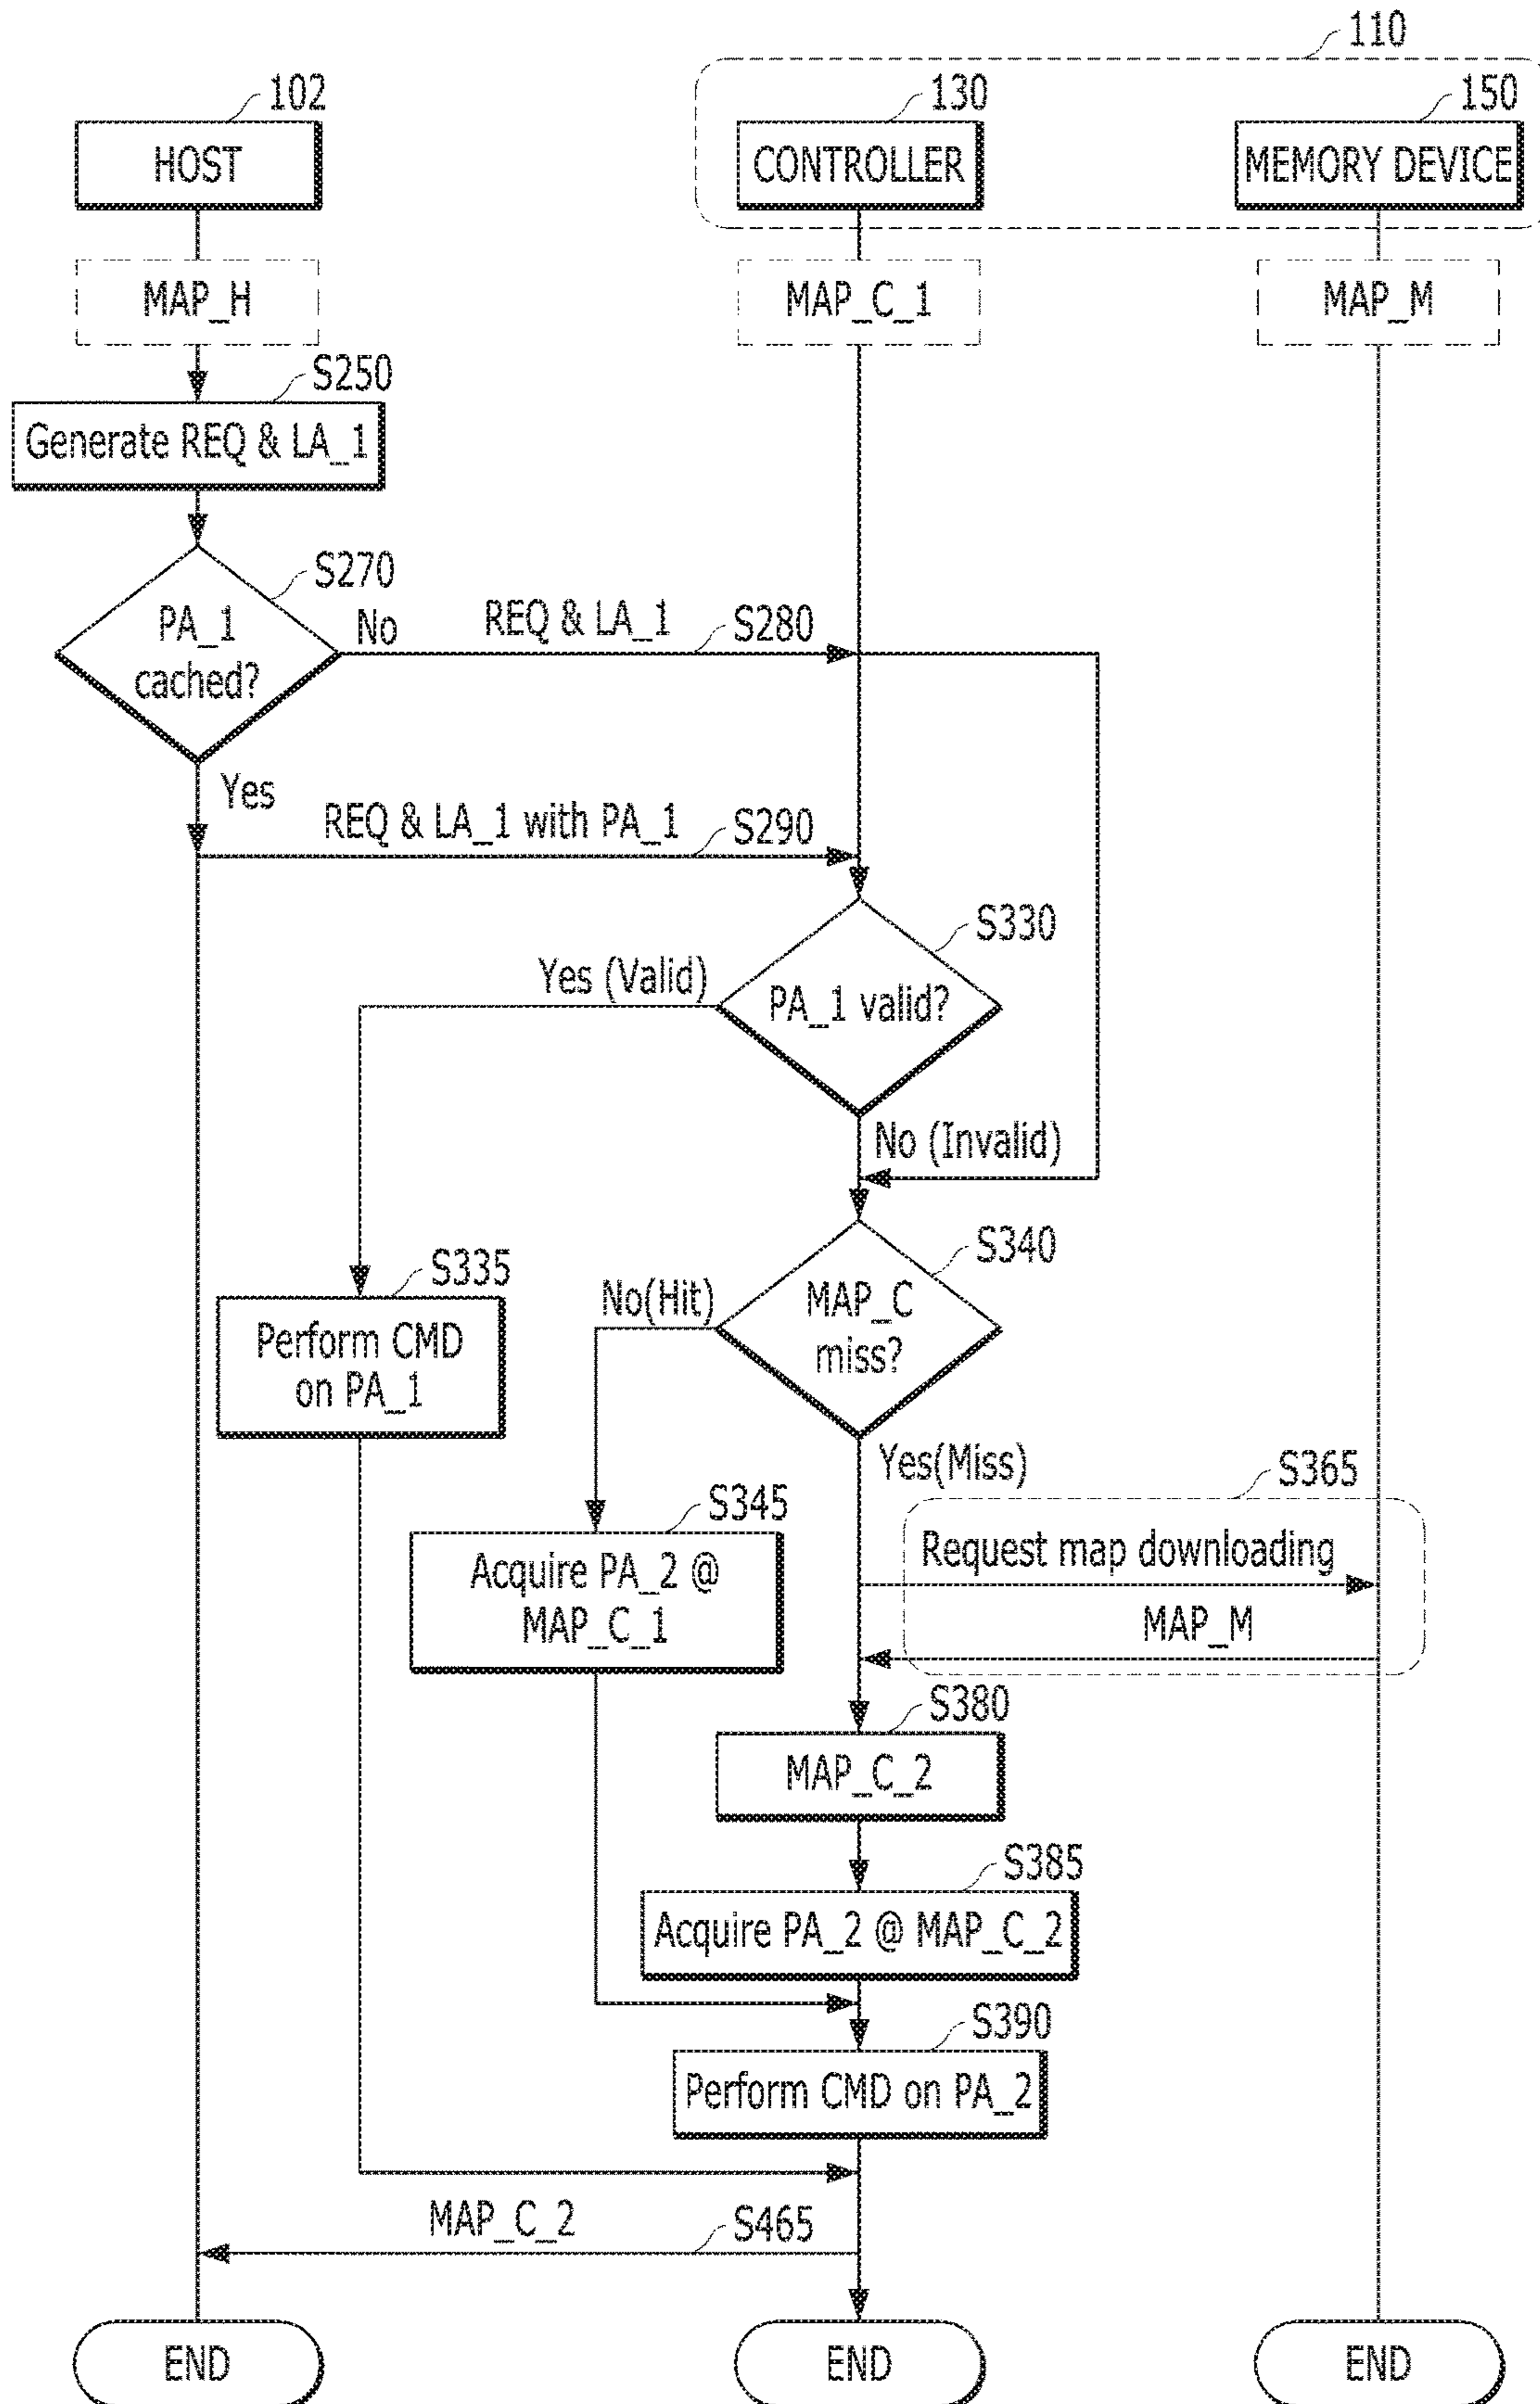 110
102
130
150
HOST
CONTROLLER
MEMORY DEVICE
MAP_H
MAP_C_1
MAP_M
S250
Generate REQ & LA_1
S270
PA_1
cached?
No
REQ & LA_1
S280
Yes
REQ & LA_1 with PA_1
S290
S330
Yes (Valid)
PA_1 valid?
No (Invalid)
S340
S335
No(Hit)
MAP_C
miss?
Perform CMD
on PA_1
Yes(Miss)
S365
S345
Request map downloading
Acquire PA_2 @
MAP_C_1
MAP_M
S380
MAP_C_2
S385
Acquire PA_2 @ MAP_C_2
S390
Perform CMD on PA_2
MAP_C_2
S465
END
END
END